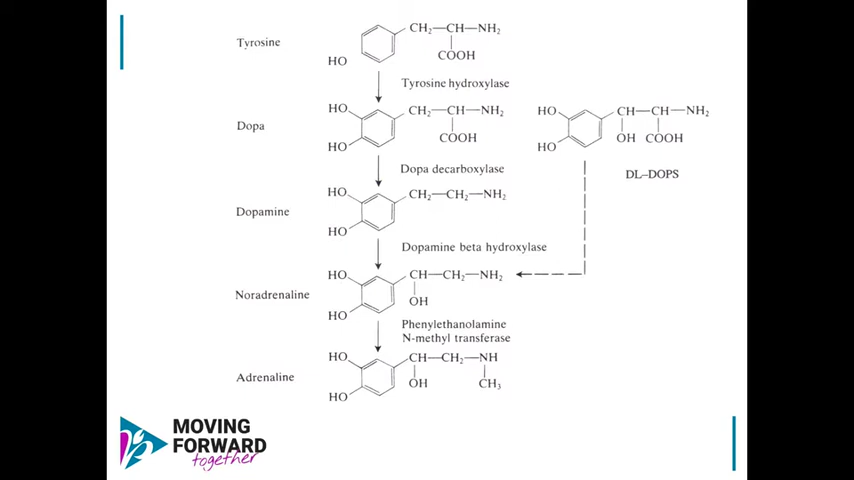 Tyrosine
CH₂—CH—NH₂
COOH
HO
Tyrosine hydroxylase
Dopa
HO
HO
CH₂—CH—NH₂
COOH
HO
HO
CH—CH—NH₂
OH COOH
DL–DOPS
Dopa decarboxylase
Dopamine
HO
HO
CH₂—CH₂—NH₂
Dopamine beta hydroxylase
Noradrenaline
HO
HO
CH—CH₂—NH₂
OH
Phenylethanolamine
N-methyl transferase
Adrenaline
HO
HO
CH—CH₂—NH
OH
CH₃
MOVING
FORWARD
together